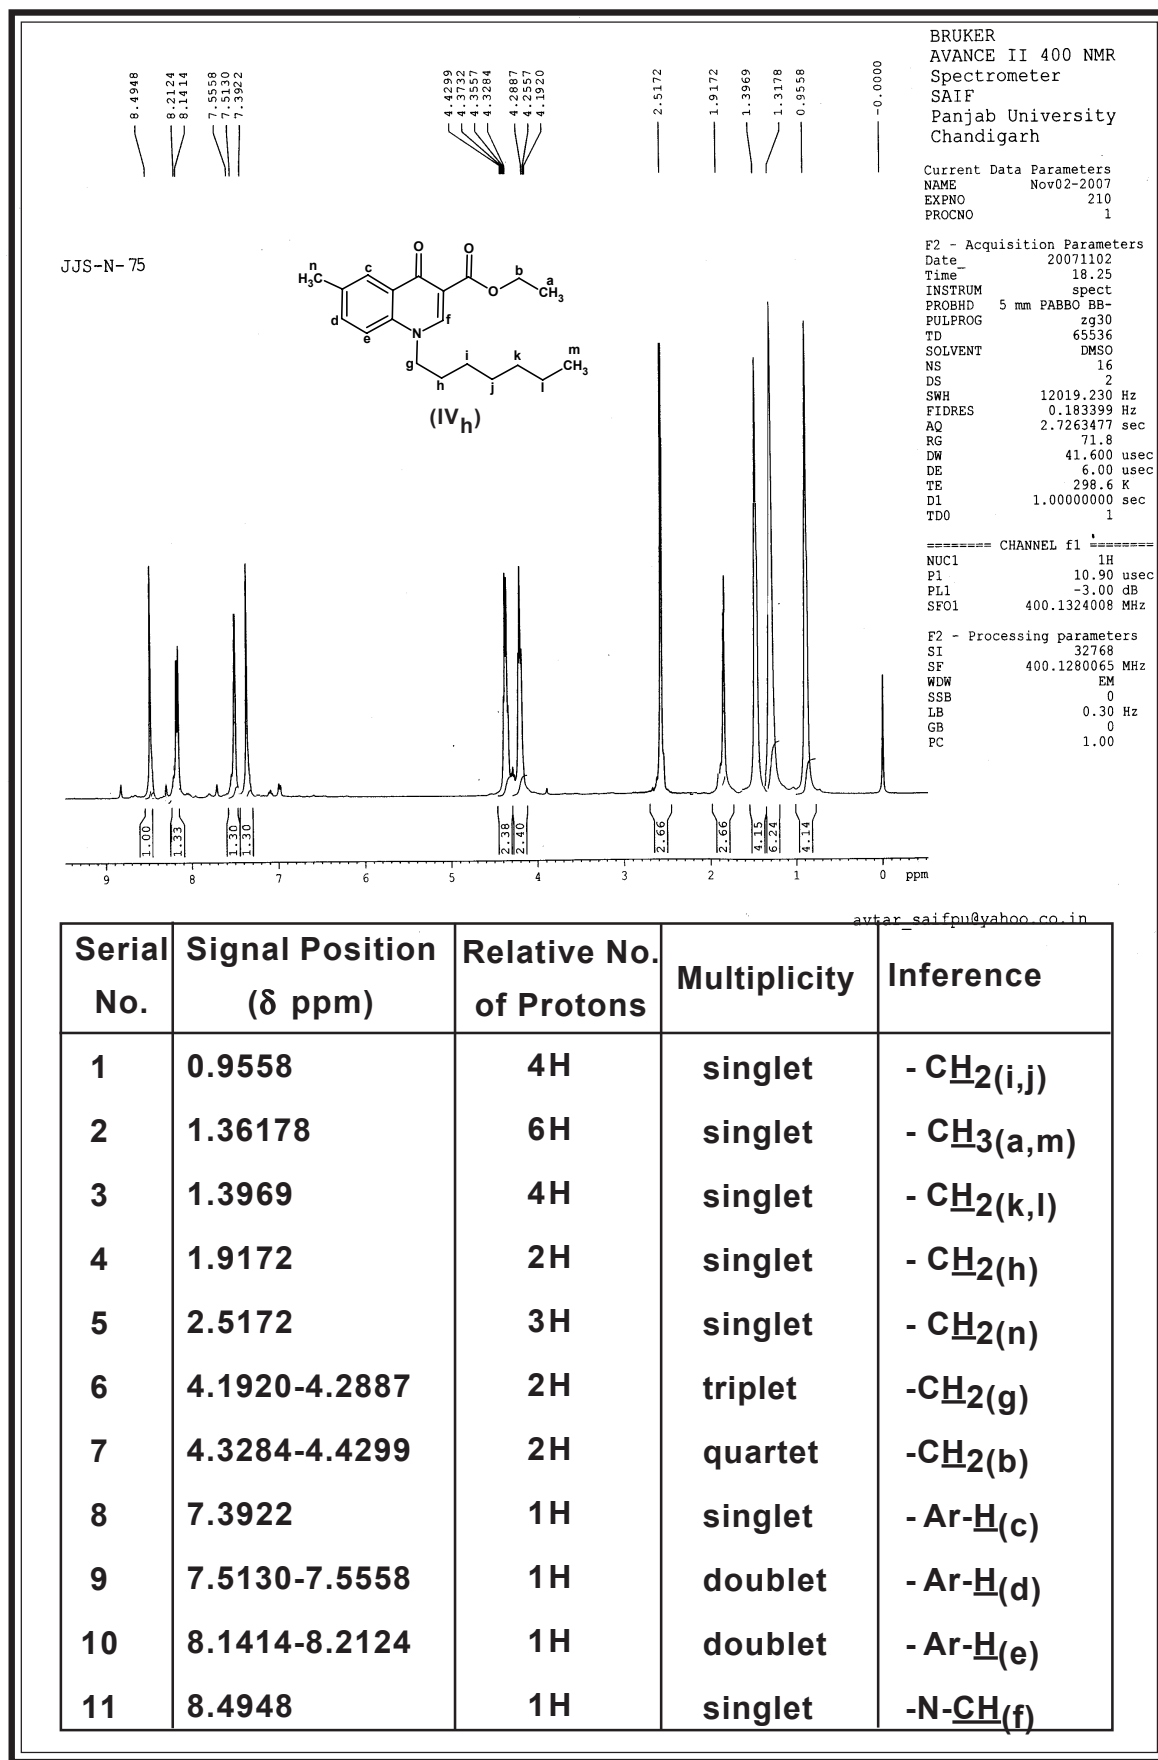 BRUKER
AVANCE II 400 NMR
Spectrometer
SAIF
Panjab University
Chandigarh
8.4948
8.2124
8.1414
7.5558
7.5130
7.3922
4.4299
4.3732
4.3557
4.3284
4.2887
4.2557
4.1920
2.5172
1.9172
1.3969
1.3178
0.9558
-0.0000
Current Data Parameters
NAME Nov02-2007
EXPNO 210
PROCNO 1
F2 - Acquisition Parameters
Date_ 20071102
Time 18.25
INSTRUM spect
PROBHD 5 mm PABBO BB-
PULPROG zg30
TD 65536
SOLVENT DMSO
NS 16
DS 2
SWH 12019.230 Hz
FIDRES 0.183399 Hz
AQ 2.7263477 sec
RG 71.8
DW 41.600 usec
DE 6.00 usec
TE 298.6 K
D1 1.00000000 sec
TD0 1
======== CHANNEL f1 ========
NUC1 1H
P1 10.90 usec
PL1 -3.00 dB
SFO1 400.1324008 MHz
F2 - Processing parameters
SI 32768
SF 400.1280065 MHz
WDW EM
SSB 0
LB 0.30 Hz
GB 0
PC 1.00
JJS-N-75
O O
n c b
H3C O a
CH3
d f
e N
g i k m
CH3
h j l
(IVh)
1.00 1.33 1.30 1.30 2.38 2.40 2.66 2.66 4.15 6.24 4.14
9 8 7 6 5 4 3 2 1 0 ppm
avtar_saifpu@yahoo.co.in
Serial No. Signal Position (δ ppm) Relative No. of Protons Multiplicity Inference
1 0.9558 4H singlet - CH2(i,j)
2 1.36178 6H singlet - CH3(a,m)
3 1.3969 4H singlet - CH2(k,l)
4 1.9172 2H singlet - CH2(h)
5 2.5172 3H singlet - CH2(n)
6 4.1920-4.2887 2H triplet -CH2(g)
7 4.3284-4.4299 2H quartet -CH2(b)
8 7.3922 1H singlet - Ar-H(c)
9 7.5130-7.5558 1H doublet - Ar-H(d)
10 8.1414-8.2124 1H doublet - Ar-H(e)
11 8.4948 1H singlet -N-CH(f)